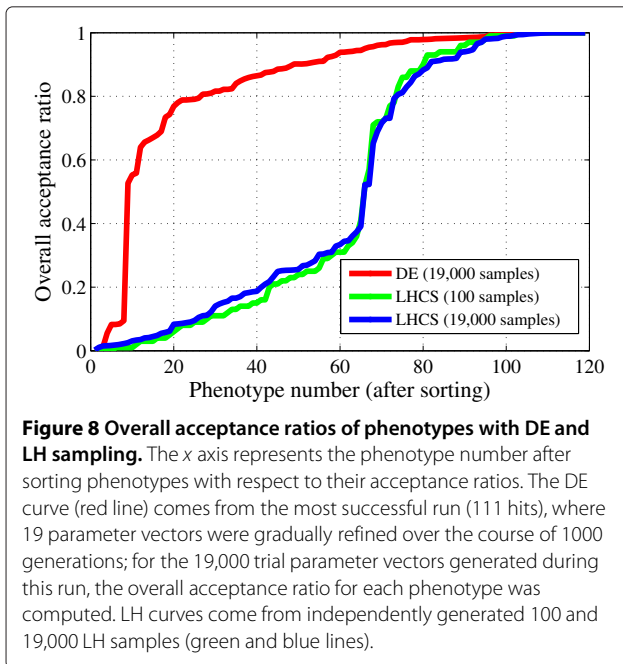 1
0.8
0.6
0.4
0.2
0
Overall acceptance ratio
0 20 40 60 80 100 120
Phenotype number (after sorting)
DE (19,000 samples)
LHCS (100 samples)
LHCS (19,000 samples)
Figure 8 Overall acceptance ratios of phenotypes with DE and
LH sampling. The x axis represents the phenotype number after
sorting phenotypes with respect to their acceptance ratios. The DE
curve (red line) comes from the most successful run (111 hits), where
19 parameter vectors were gradually refined over the course of 1000
generations; for the 19,000 trial parameter vectors generated during
this run, the overall acceptance ratio for each phenotype was
computed. LH curves come from independently generated 100 and
19,000 LH samples (green and blue lines).